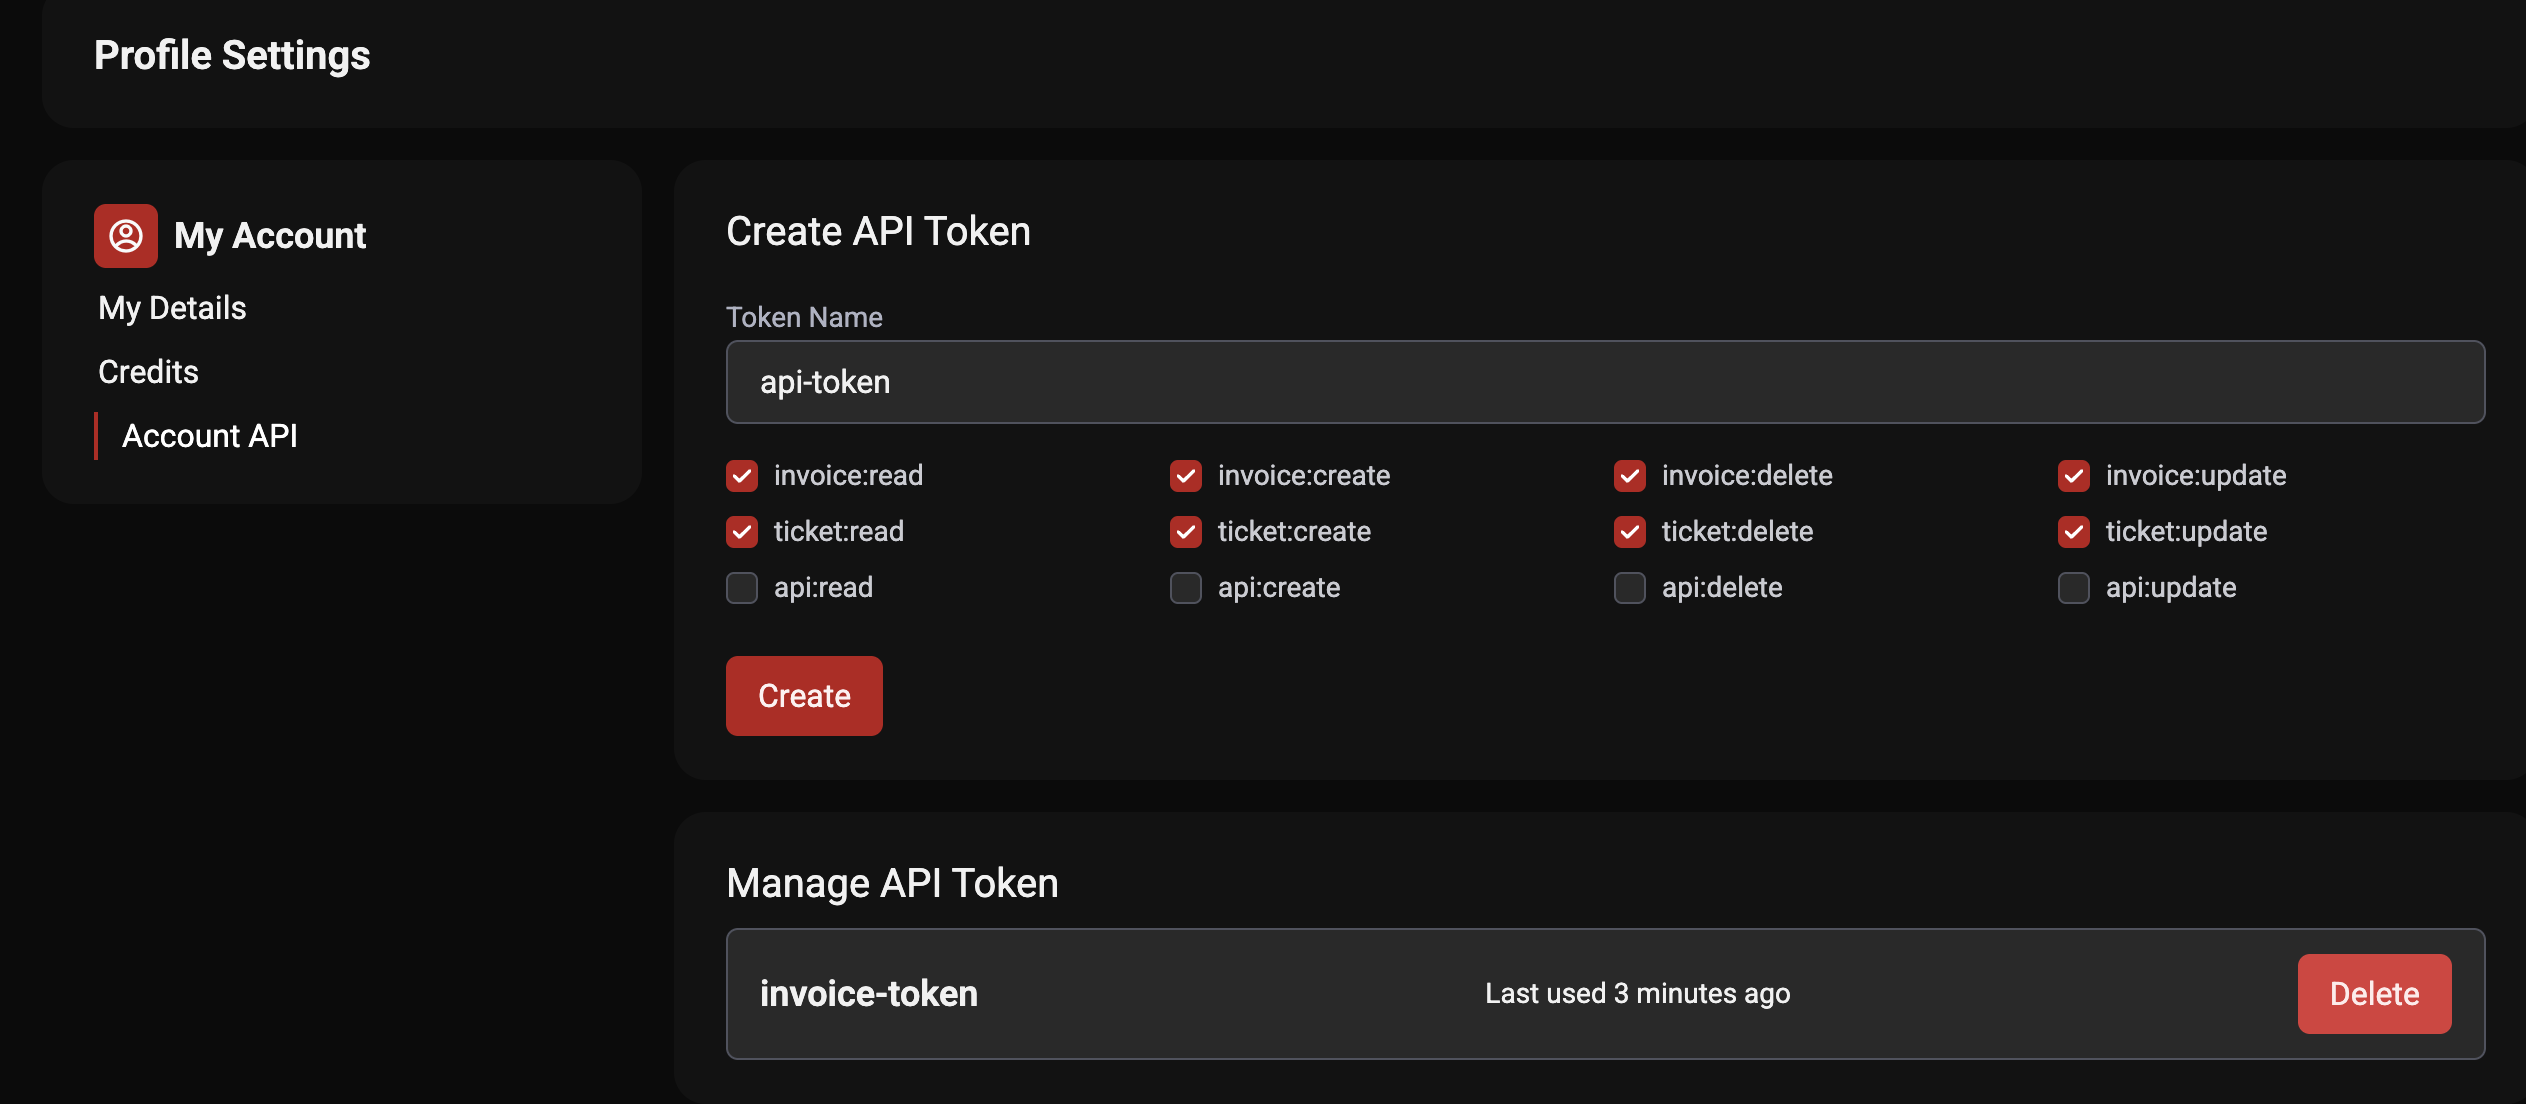 Profile Settings
My Account
My Details
Credits
Account API
Create API Token
Token Name
api-token
invoice:read
invoice:create
invoice:delete
invoice:update
ticket:read
ticket:create
ticket:delete
ticket:update
api:read
api:create
api:delete
api:update
Create
Manage API Token
invoice-token
Last used 3 minutes ago
Delete